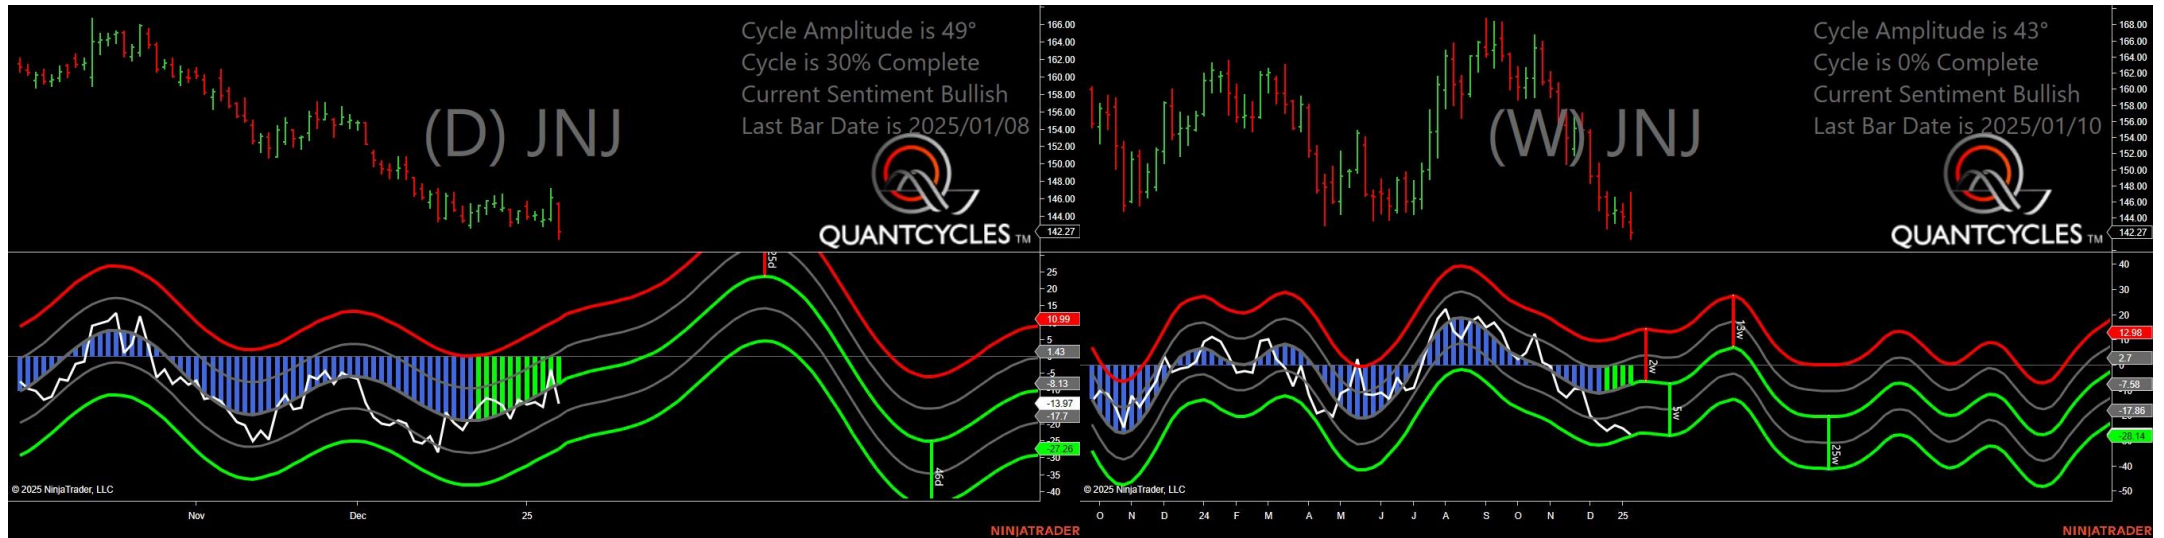 Cycle Amplitude is 49°
Cycle is 30% Complete
Current Sentiment Bullish
Last Bar Date is 2025/01/08
(D) JNJ
QUANTCYCLES TM
166.00
164.00
162.00
160.00
158.00
156.00
154.00
152.00
150.00
148.00
146.00
144.00
142.27
25d
46d
25
20
15
10.99
5
1.43
-5
-8.13
-13.97
-17.7
-20
-25
-27.26
-30
-35
-40
© 2025 NinjaTrader, LLC
Nov
Dec
25
NINJATRADER
Cycle Amplitude is 43°
Cycle is 0% Complete
Current Sentiment Bullish
Last Bar Date is 2025/01/10
(W) JNJ
QUANTCYCLES TM
168.00
166.00
164.00
162.00
160.00
158.00
156.00
154.00
152.00
150.00
148.00
146.00
144.00
142.27
2w
5w
13w
25w
40
30
20
12.98
10
2.7
0
-7.58
-17.86
-28.14
-40
-50
© 2025 NinjaTrader, LLC
O N D 24 F M A M J J A S O N D 25
NINJATRADER